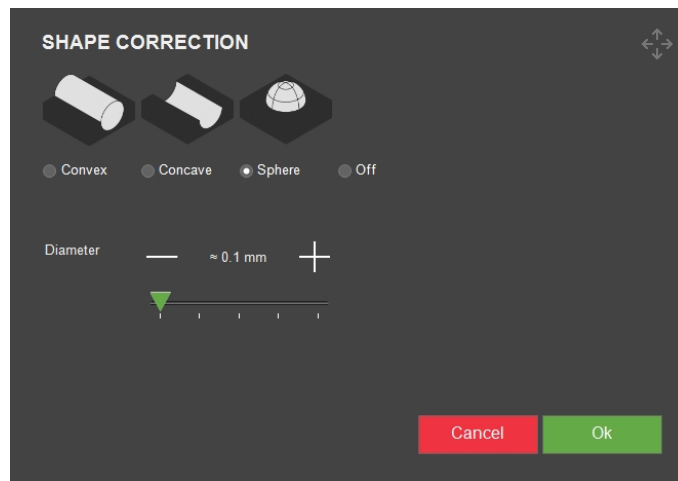 SHAPE CORRECTION
Convex Concave Sphere Off
Diameter ≈ 0.1 mm
Cancel Ok